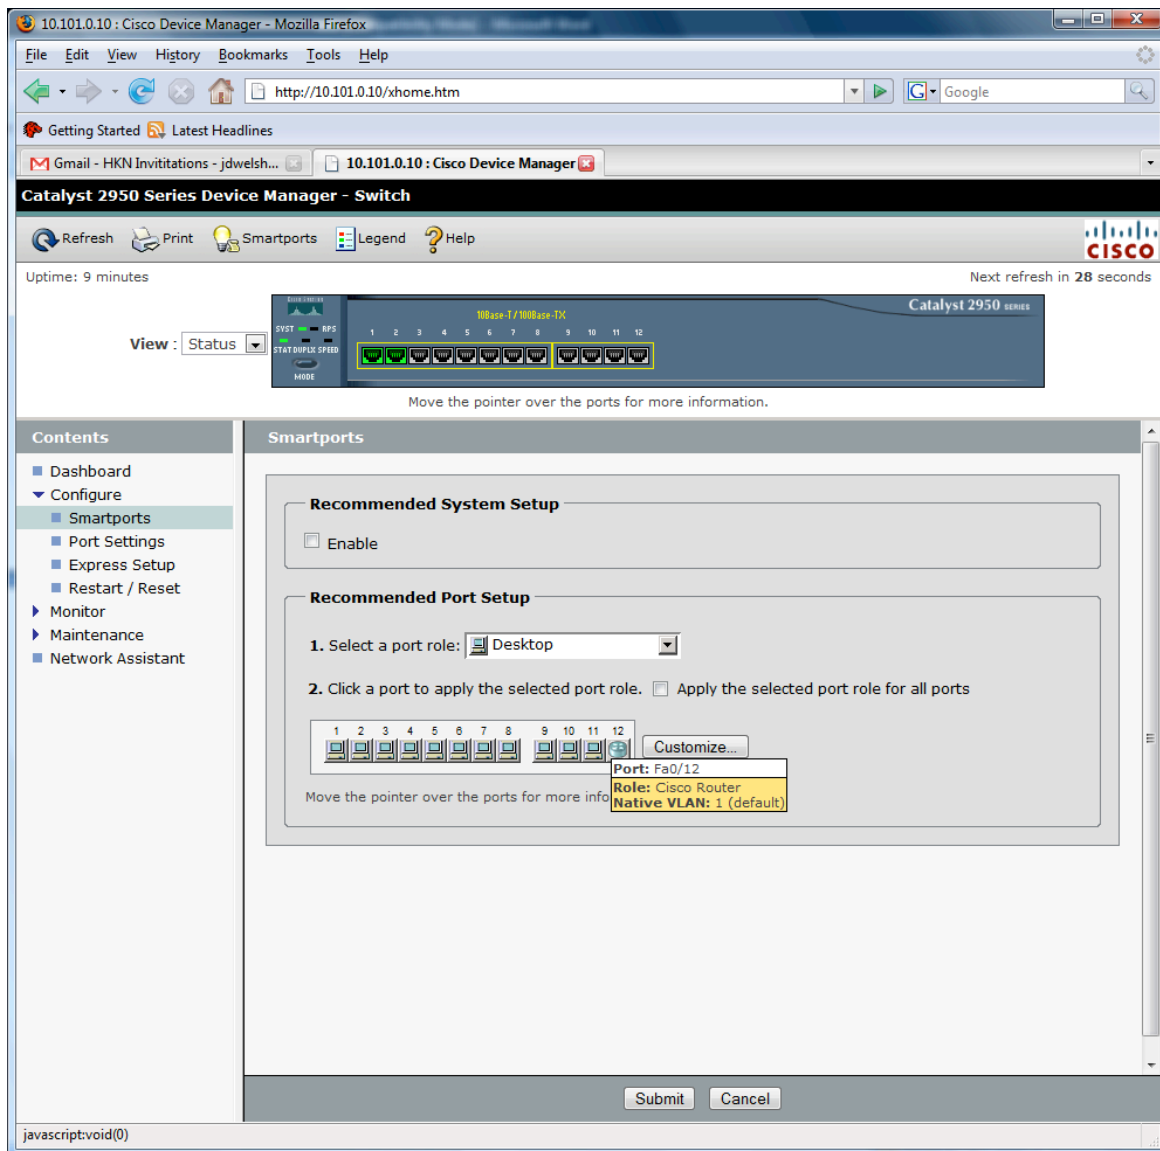 10.101.0.10 : Cisco Device Manager - Mozilla Firefox
File Edit View History Bookmarks Tools Help
http://10.101.0.10/xhome.htm
G Google
Getting Started Latest Headlines
Gmail - HKN Invititations - jdwelsh... 10.101.0.10 : Cisco Device Manager
Catalyst 2950 Series Device Manager - Switch
Refresh Print Smartports Legend Help
CISCO
Uptime: 9 minutes Next refresh in 28 seconds
Catalyst 2950 SERIES
10Base-T / 100Base-TX
SYST RPS
1 2 3 4 5 6 7 8 9 10 11 12
View : Status
STAT DUPLX SPEED
MODE
Move the pointer over the ports for more information.
Contents
Dashboard
Configure
Smartports
Port Settings
Express Setup
Restart / Reset
Monitor
Maintenance
Network Assistant
Smartports
Recommended System Setup
Enable
Recommended Port Setup
1. Select a port role: Desktop
2. Click a port to apply the selected port role. Apply the selected port role for all ports
1 2 3 4 5 6 7 8 9 10 11 12
Customize...
Port: Fa0/12
Role: Cisco Router
Native VLAN: 1 (default)
Move the pointer over the ports for more info
Submit Cancel
javascript:void(0)